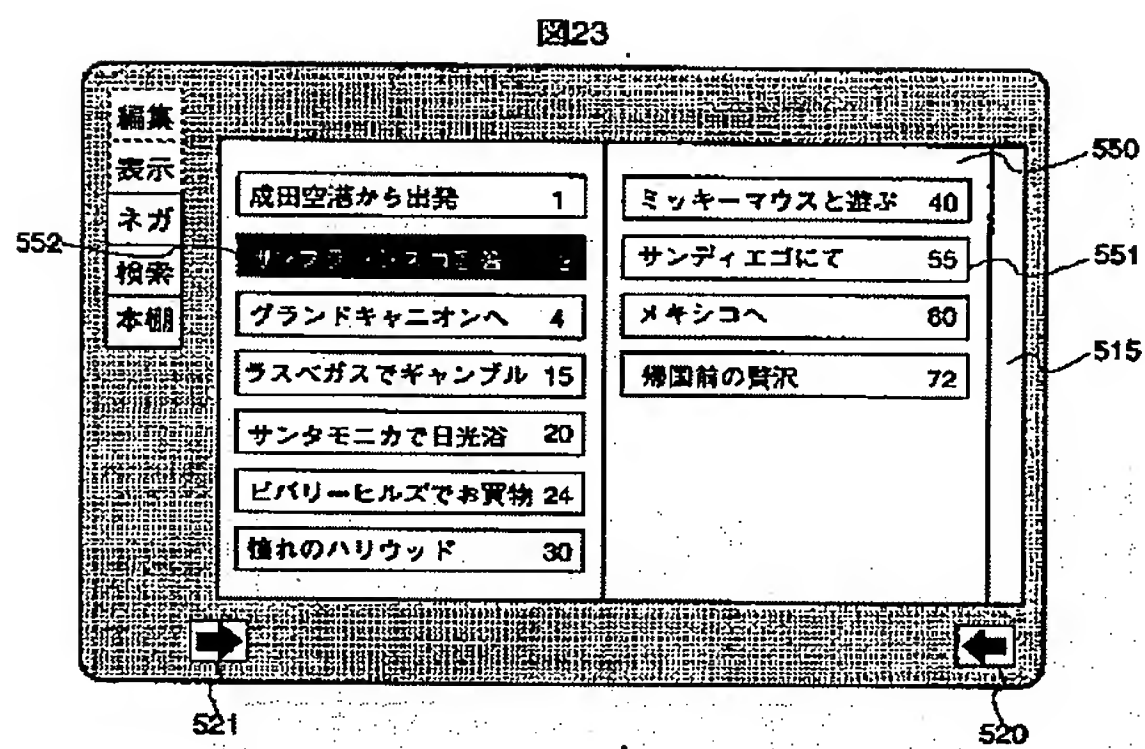 図23
編集
表示
ネガ
検索
本棚
成田空港から出発 1
2
グランドキャニオンへ 4
ラスベガスでギャンブル 15
サンタモニカで日光浴 20
ビバリーヒルズでお買物 24
憧れのハリウッド 30
ミッキーマウスと遊ぶ 40
サンディエゴにて 55
メキシコへ 60
帰国前の贅沢 72
550
551
515
552
521
520